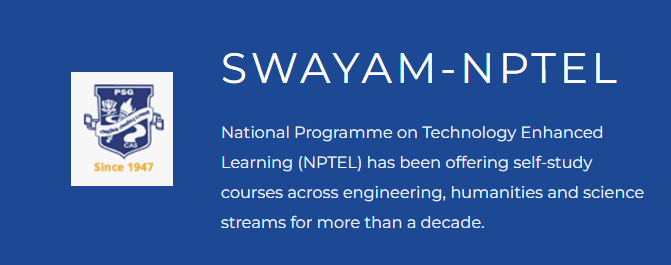 SWAYAM-NPTEL
PSG
CAS
Since 1947
National Programme on Technology Enhanced
Learning (NPTEL) has been offering self-study
courses across engineering, humanities and science
streams for more than a decade.